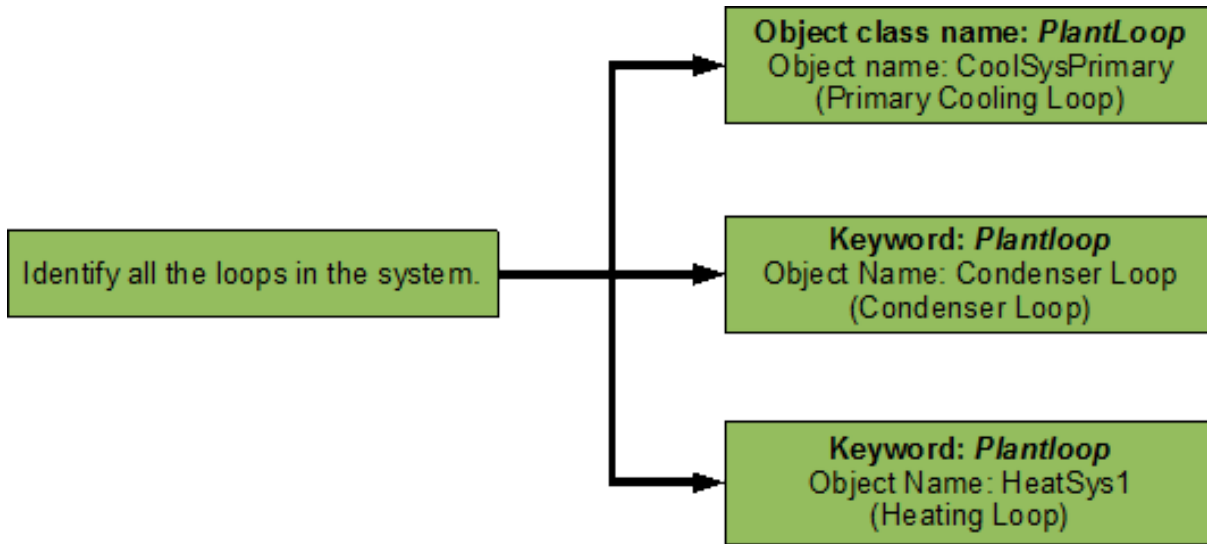 Object class name: PlantLoop
Object name: CoolSysPrimary
(Primary Cooling Loop)
Identify all the loops in the system.
Keyword: Plantloop
Object Name: Condenser Loop
(Condenser Loop)
Keyword: Plantloop
Object Name: HeatSys1
(Heating Loop)